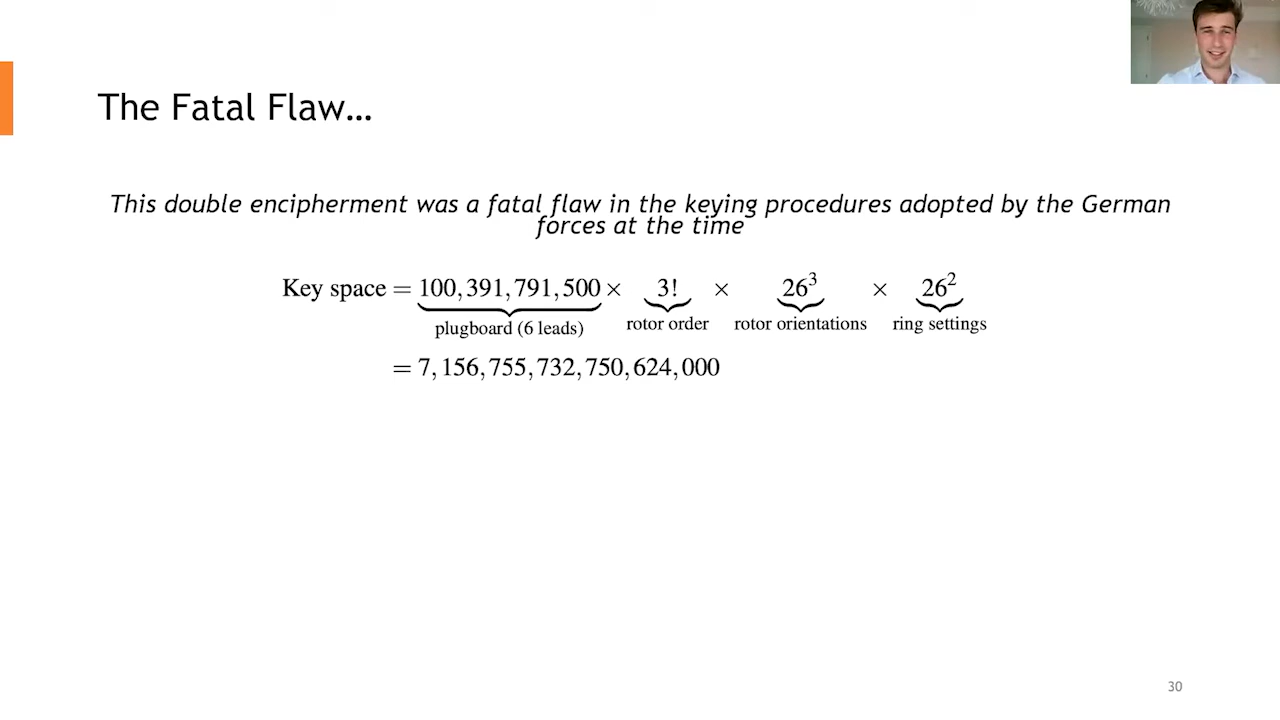 The Fatal Flaw...
This double encipherment was a fatal flaw in the keying procedures adopted by the German
forces at the time
Key space = 100,391,791,500 × 3! × 26³ × 26²
plugboard (6 leads) rotor order rotor orientations ring settings
= 7,156,755,732,750,624,000
30